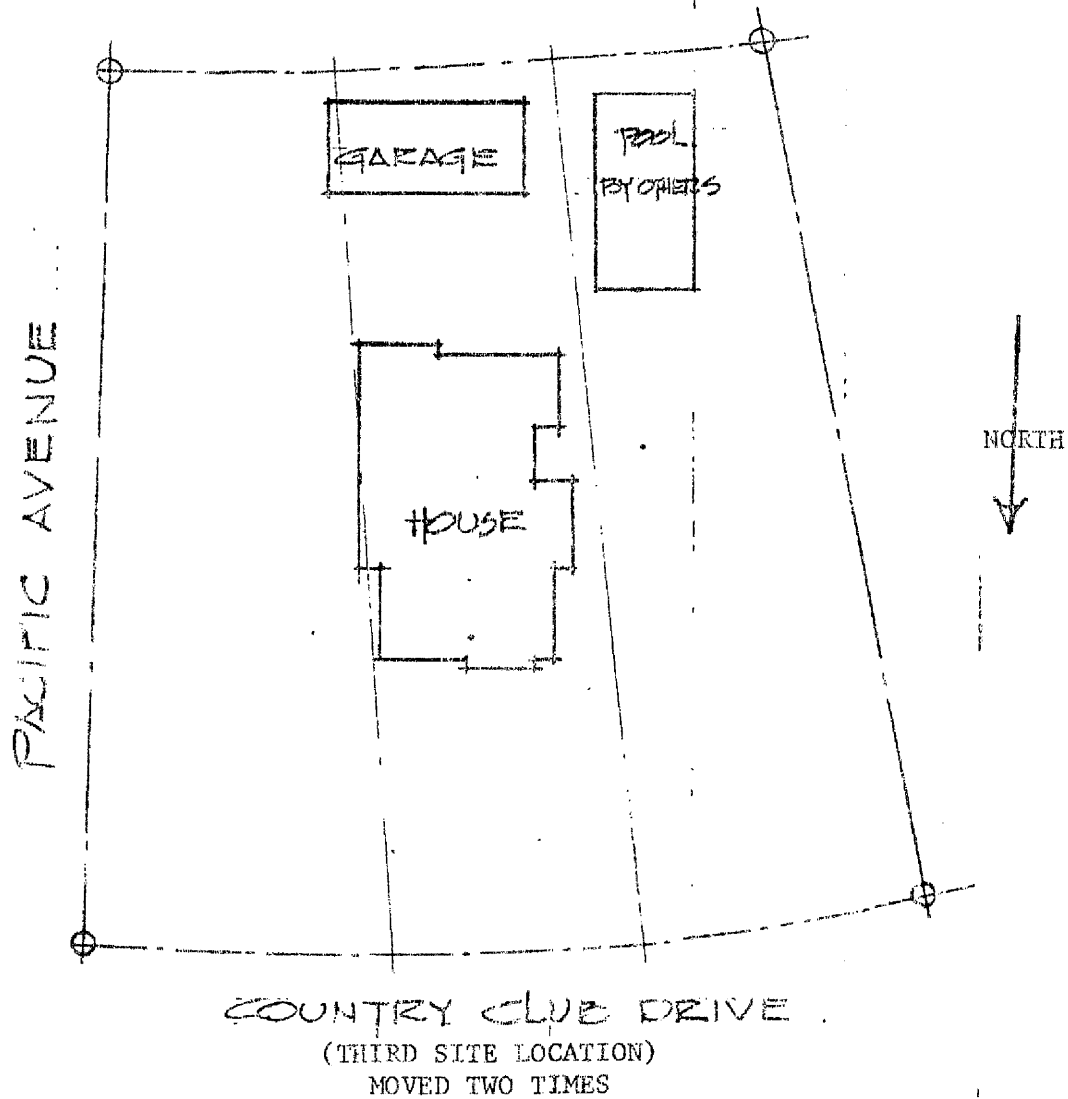 GARAGE
POOL
BY OTHERS
PACIFIC AVENUE
NORTH
HOUSE
COUNTRY CLUB DRIVE
(THIRD SITE LOCATION)
MOVED TWO TIMES